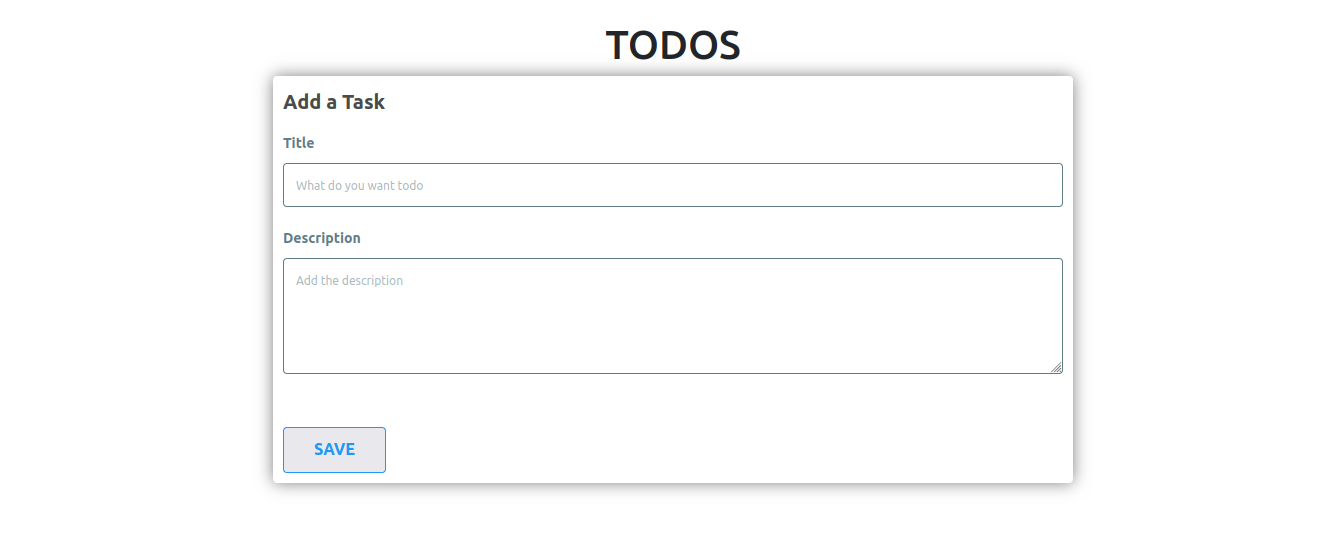 TODOS
Add a Task
Title
What do you want todo
Description
Add the description
SAVE